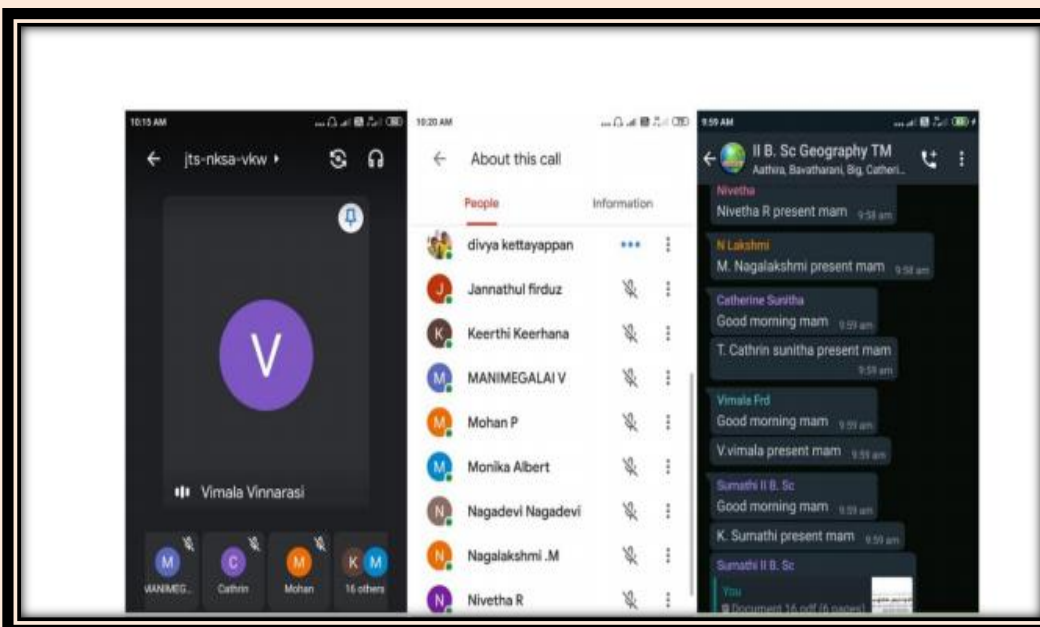 10:15 AM
jts-nksa-vkw
V
Vimala Vinnarasi
M
C
M
K M
MANIMEG...
Cathrin
Mohan
16 others
10:20 AM
About this call
People
Information
divya kettayappan
J
Jannathul firduz
K
Keerthi Keerhana
M
MANIMEGALAI V
M
Mohan P
M
Monika Albert
N
Nagadevi Nagadevi
N
Nagalakshmi .M
N
Nivetha R
9:59 AM
II B. Sc Geography TM
Aathira, Bavatharani, Big, Catheri...
Nivetha
Nivetha R present mam 9:58 am
N Lakshmi
M. Nagalakshmi present mam 9:58 am
Catherine Sunitha
Good morning mam 9:59 am
T. Cathrin sunitha present mam
9:59 am
Vimala Frd
Good morning mam 9:59 am
V.vimala present mam 9:59 am
Sumathi II B. Sc
Good morning mam 9:59 am
K. Sumathi present mam 9:59 am
Sumathi II B. Sc
You
Document 16.pdf (6 pages)